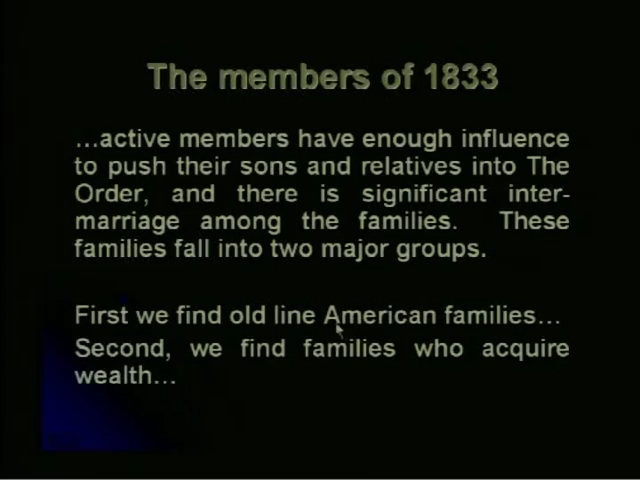 The members of 1833
...active members have enough influence
to push their sons and relatives into The
Order, and there is significant inter-
marriage among the families. These
families fall into two major groups.
First we find old line American families...
Second, we find families who acquire
wealth...